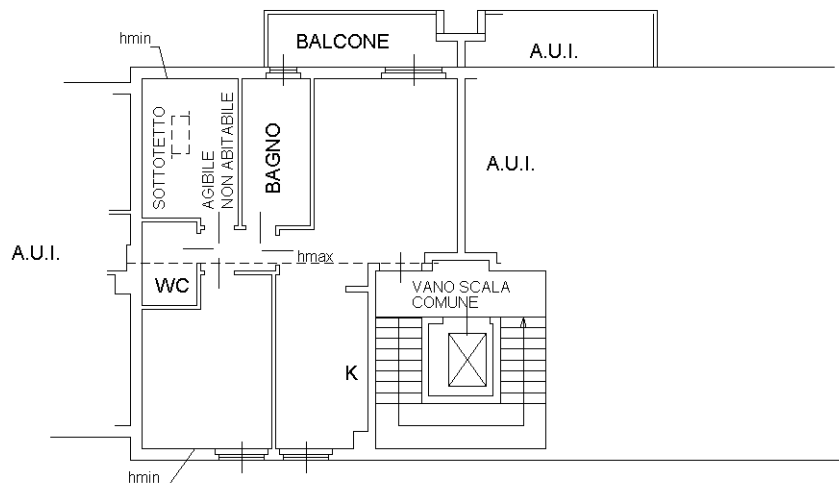 hmin
BALCONE
A.U.I.
SOTTOTETTO
AGIBILE
NON ABITABILE
BAGNO
A.U.I.
A.U.I.
hmax
WC
VANO SCALA
COMUNE
K
hmin